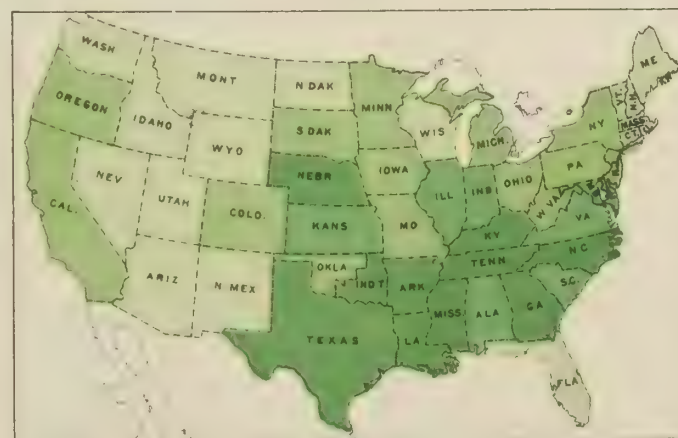 WASH
MONT
N DAK
MINN
ME
OREGON
IDAHO
WYO
S DAK
WIS
MICH.
NY
VT.
N.H.
MASS.
CT.
NEV
UTAH
COLO.
NEBR
IOWA
ILL
IND
OHIO
PA
CAL.
KANS
MO
KY
W VA
VA
ARIZ
N MEX
OKLA
IND T
ARK
TENN
N C
S.C.
TEXAS
LA
MISS.
ALA
GA
FLA